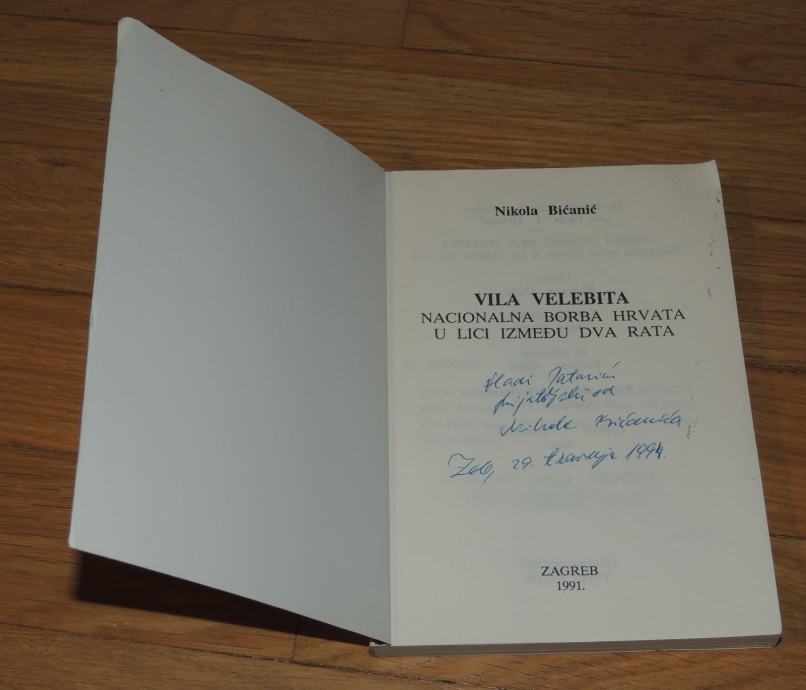 Nikola Bićanić
VILA VELEBITA
NACIONALNA BORBA HRVATA
U LICI IZMEĐU DVA RATA
prijateljski od
Nikole Bićanića
Zgb, 29. travnja 1994.
ZAGREB
1991.